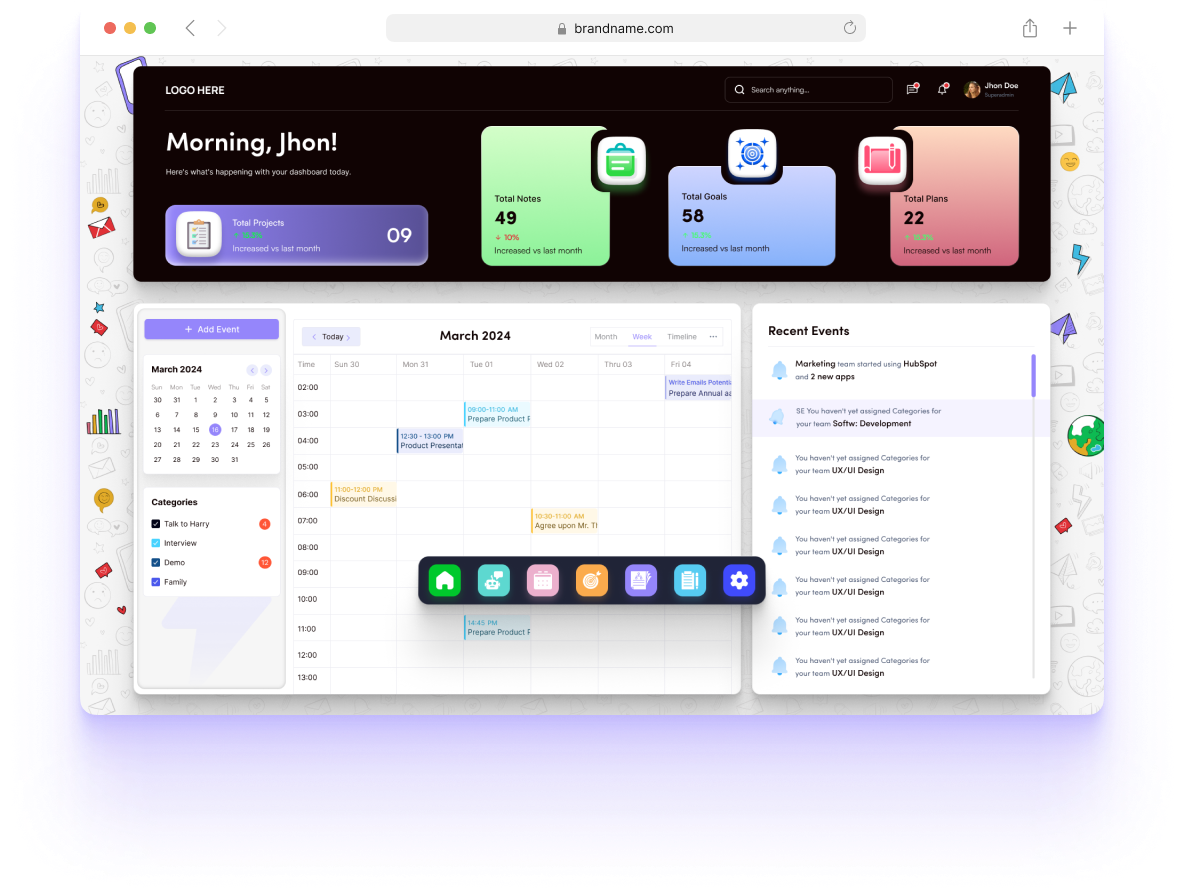 brandname.com
LOGO HERE
Search anything...
Jhon Doe
Superadmin
Morning, Jhon!
Here's what's happening with your dashboard today.
Total Projects
15.3%
Increased vs last month
09
Total Notes
49
10%
Increased vs last month
Total Goals
58
15.3%
Increased vs last month
Total Plans
22
15.3%
Increased vs last month
+ Add Event
March 2024
Sun Mon Tue Wed Thu Fri Sat
30 31 1 2 3 4 5
6 7 8 9 10 11 12
13 14 15 16 17 18 19
20 21 22 23 24 25 26
27 28 29 30 31
Categories
Talk to Harry 4
Interview
Demo 12
Family
< Today >
March 2024
Month Week Timeline ...
Time Sun 30 Mon 31 Tue 01 Wed 02 Thru 03 Fri 04
02:00
Write Emails Potentia
Prepare Annual aa
03:00
09:00-11:00 AM
Prepare Product P
04:00
12:30 - 13:00 PM
Product Presentat
05:00
06:00
11:00-12:00 PM
Discount Discussi
07:00
10:30-11:00 AM
Agree upon Mr. Th
08:00
09:00
10:00
11:00
14:45 PM
Prepare Product P
12:00
13:00
Recent Events
Marketing team started using HubSpot
and 2 new apps
SE You haven't yet assigned Categories for
your team Softw: Development
You haven't yet assigned Categories for
your team UX/UI Design
You haven't yet assigned Categories for
your team UX/UI Design
You haven't yet assigned Categories for
your team UX/UI Design
You haven't yet assigned Categories for
your team UX/UI Design
You haven't yet assigned Categories for
your team UX/UI Design
You haven't yet assigned Categories for
your team UX/UI Design